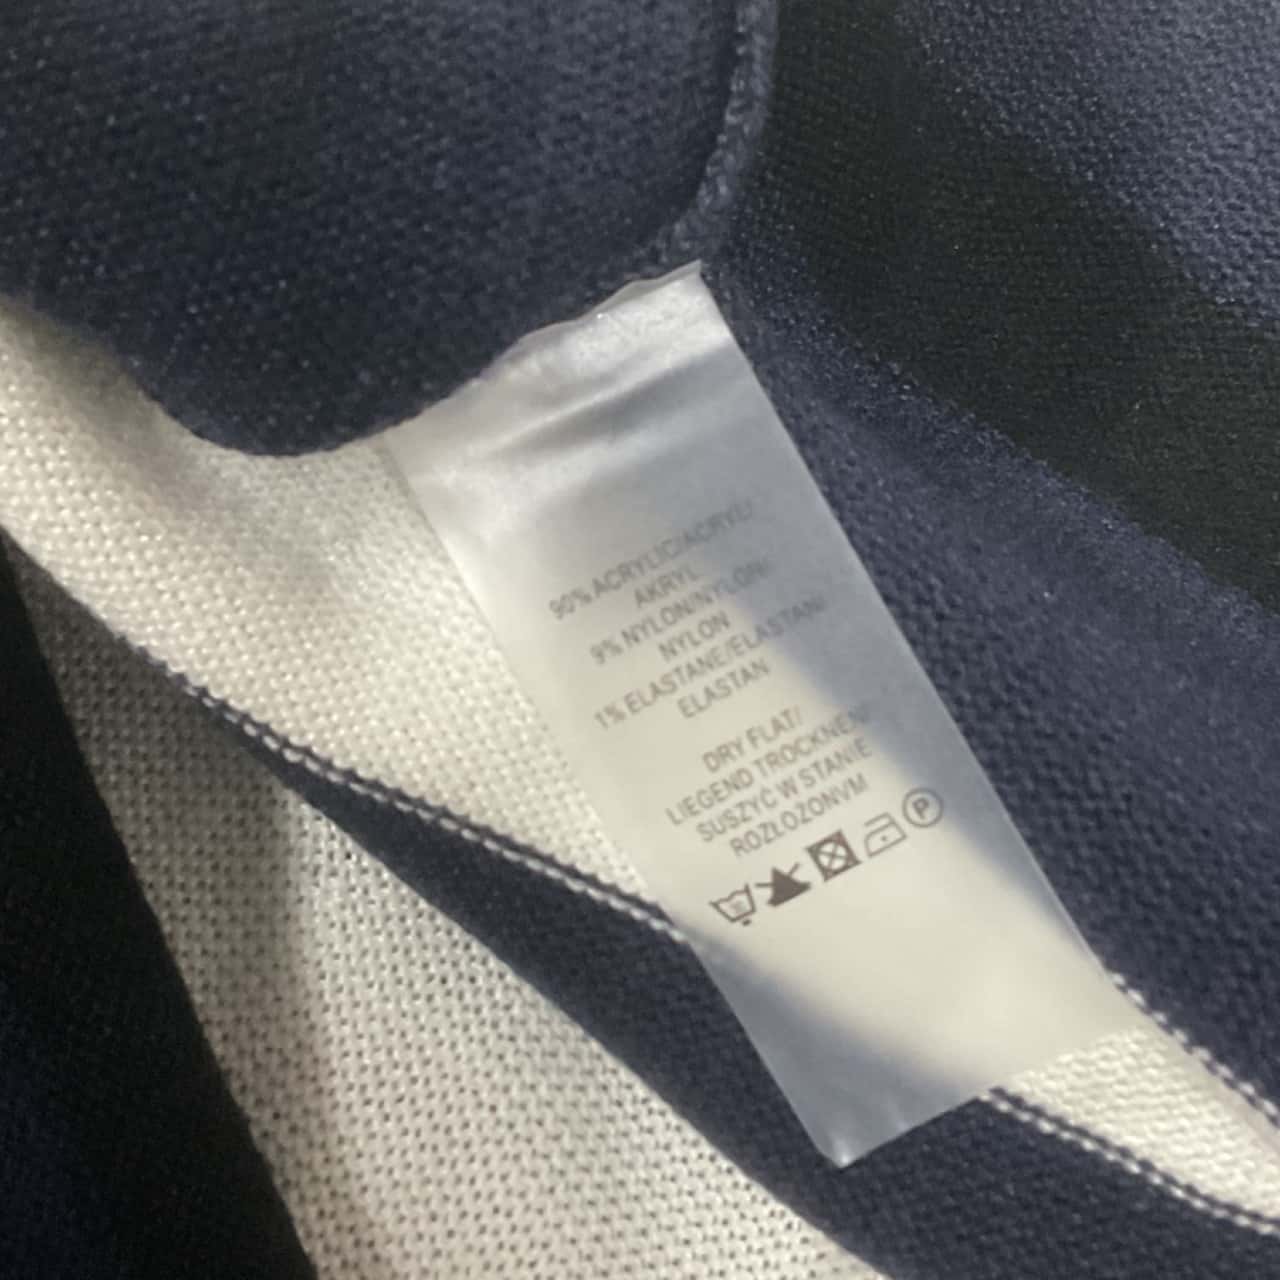 90% ACRYLIC/ACRYL/
AKRYL
9% NYLON/NYLON/
NYLON
1% ELASTANE/ELASTAN/
ELASTAN
DRY FLAT/
LIEGEND TROCKNEN/
SUSZYĆ W STANIE
ROZŁOŻONYM
P